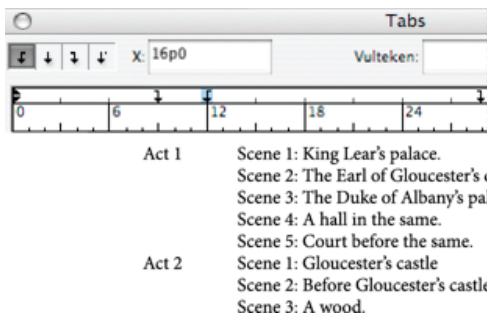 Tabs
X: 16p0 Vulteken:
0 6 12 18 24
Act 1 Scene 1: King Lear's palace.
Scene 2: The Earl of Gloucester's
Scene 3: The Duke of Albany's
Scene 4: A hall in the same.
Scene 5: Court before the same.
Act 2 Scene 1: Gloucester's castle
Scene 2: Before Gloucester's castle
Scene 3: A wood.